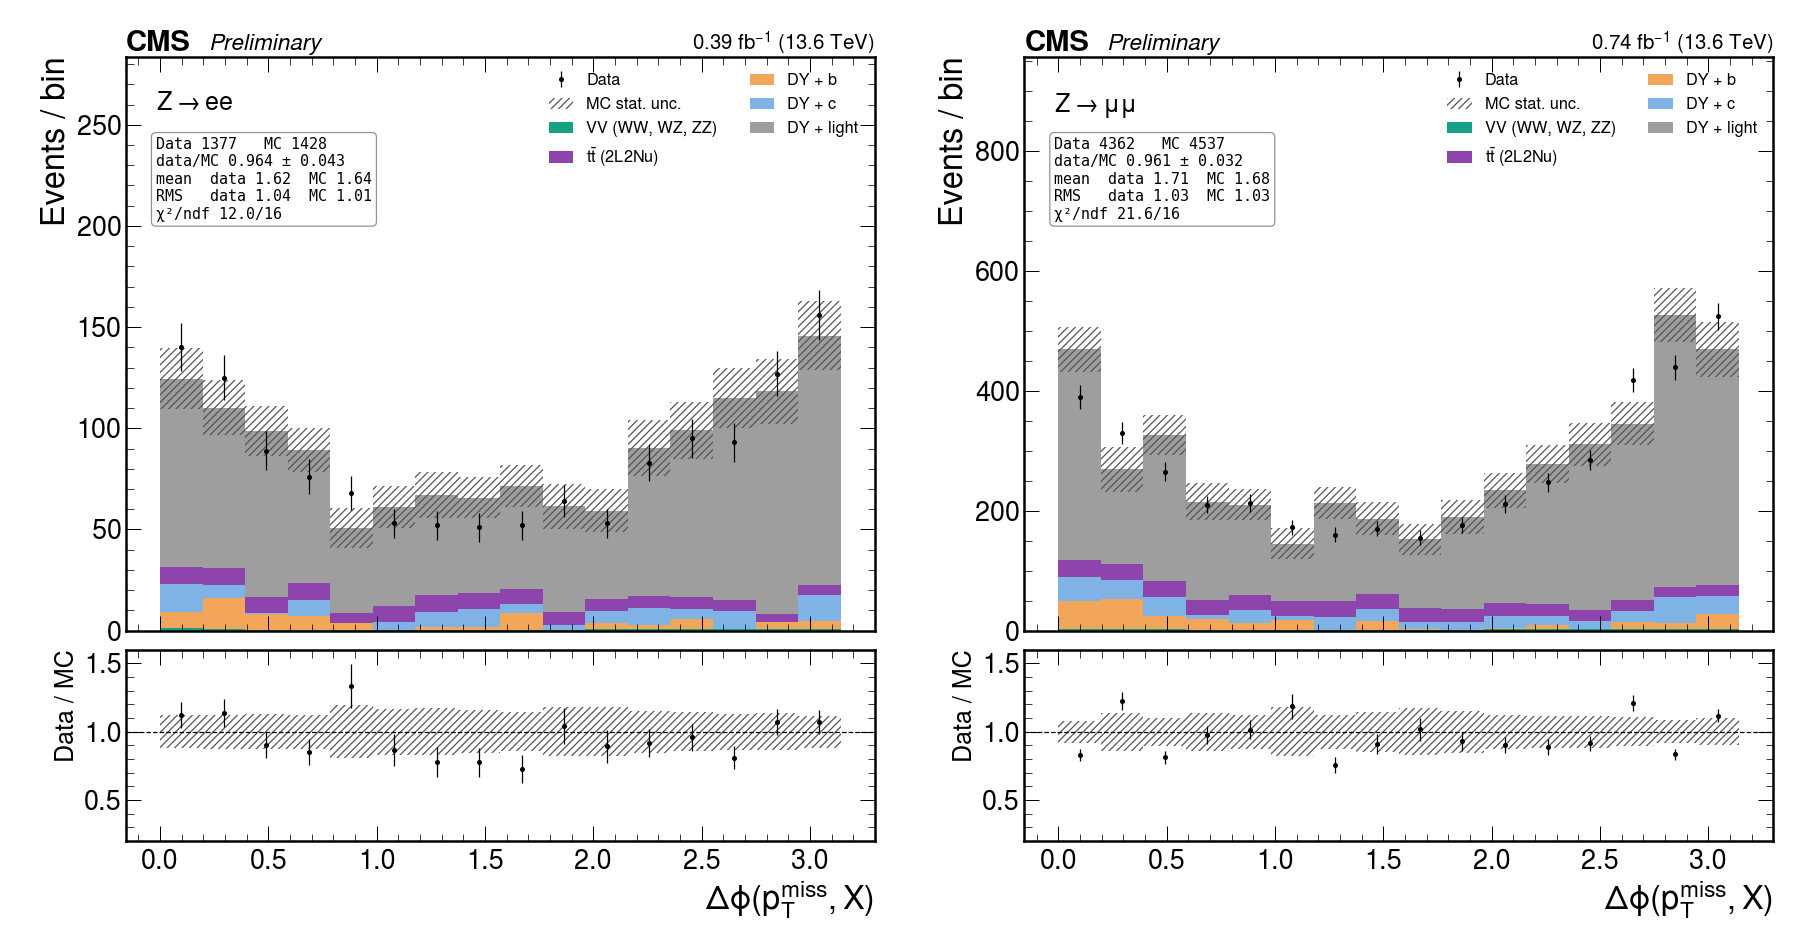 CMS Preliminary 0.39 fb⁻¹ (13.6 TeV)
Events / bin
Z → ee
Data
MC stat. unc.
VV (WW, WZ, ZZ)
tt̄ (2L2Nu)
DY + b
DY + c
DY + light
Data 1377 MC 1428
data/MC 0.964 ± 0.043
mean data 1.62 MC 1.64
RMS data 1.04 MC 1.01
χ²/ndf 12.0/16
250
200
150
100
50
0
Data / MC
1.5
1.0
0.5
0.0 0.5 1.0 1.5 2.0 2.5 3.0
Δϕ(p_T^miss, X)
CMS Preliminary 0.74 fb⁻¹ (13.6 TeV)
Events / bin
Z → μμ
Data
MC stat. unc.
VV (WW, WZ, ZZ)
tt̄ (2L2Nu)
DY + b
DY + c
DY + light
Data 4362 MC 4537
data/MC 0.961 ± 0.032
mean data 1.71 MC 1.68
RMS data 1.03 MC 1.03
χ²/ndf 21.6/16
800
600
400
200
0
Data / MC
1.5
1.0
0.5
0.0 0.5 1.0 1.5 2.0 2.5 3.0
Δϕ(p_T^miss, X)